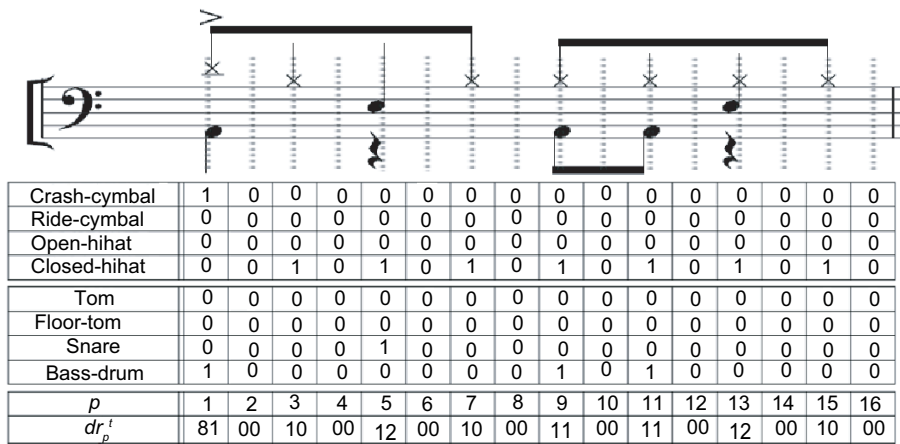 >
Crash-cymbal 1 0 0 0 0 0 0 0 0 0 0 0 0 0 0 0
Ride-cymbal 0 0 0 0 0 0 0 0 0 0 0 0 0 0 0 0
Open-hihat 0 0 0 0 0 0 0 0 0 0 0 0 0 0 0 0
Closed-hihat 0 0 1 0 1 0 1 0 1 0 1 0 1 0 1 0
Tom 0 0 0 0 0 0 0 0 0 0 0 0 0 0 0 0
Floor-tom 0 0 0 0 0 0 0 0 0 0 0 0 0 0 0 0
Snare 0 0 0 0 1 0 0 0 0 0 0 0 0 0 0 0
Bass-drum 1 0 0 0 0 0 0 0 1 0 1 0 0 0 0 0
p 1 2 3 4 5 6 7 8 9 10 11 12 13 14 15 16
dr_p^t 81 00 10 00 12 00 10 00 11 00 11 00 12 00 10 00